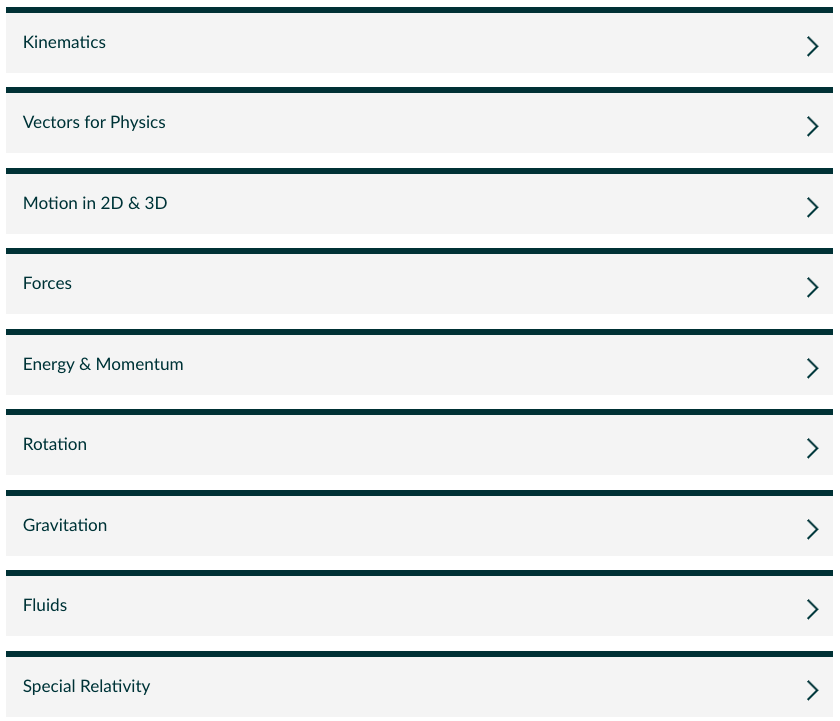 Kinematics
Vectors for Physics
Motion in 2D & 3D
Forces
Energy & Momentum
Rotation
Gravitation
Fluids
Special Relativity